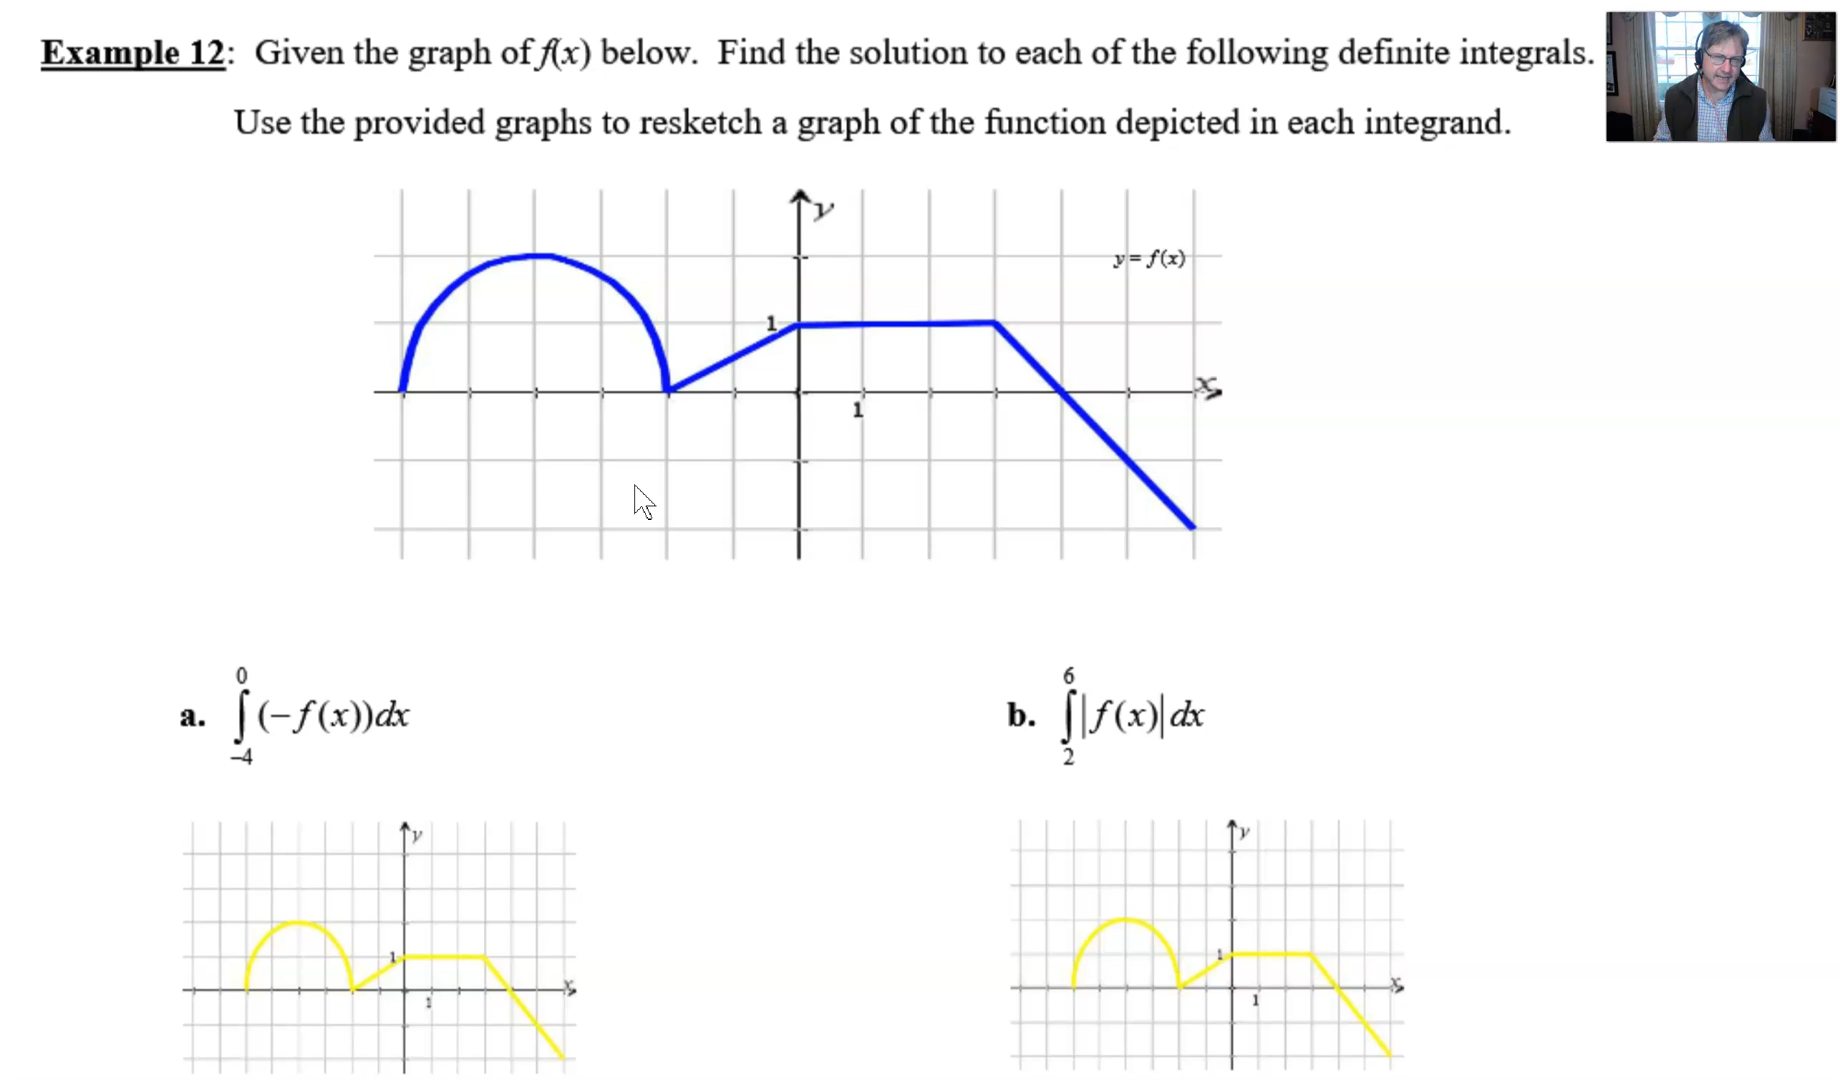 Example 12: Given the graph of f(x) below. Find the solution to each of the following definite integrals.
Use the provided graphs to resketch a graph of the function depicted in each integrand.
y
y = f(x)
1
x
1
a. ∫_{-4}^{0} (−f(x))dx
b. ∫_{2}^{6} |f(x)| dx
y
1
x
1
y
1
x
1